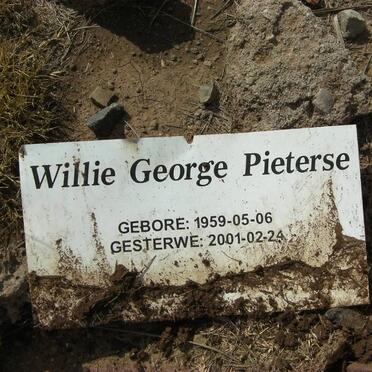 Willie George Pieterse
GEBORE: 1959-05-06
GESTERWE: 2001-02-24